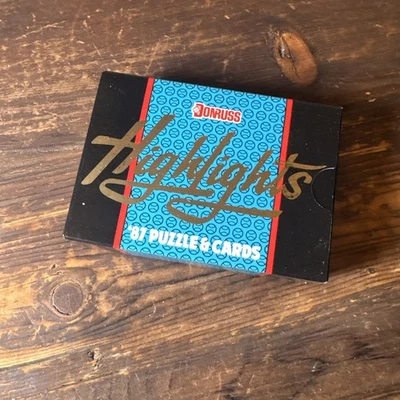 DONRUSS
Highlights
'87 PUZZLE & CARDS